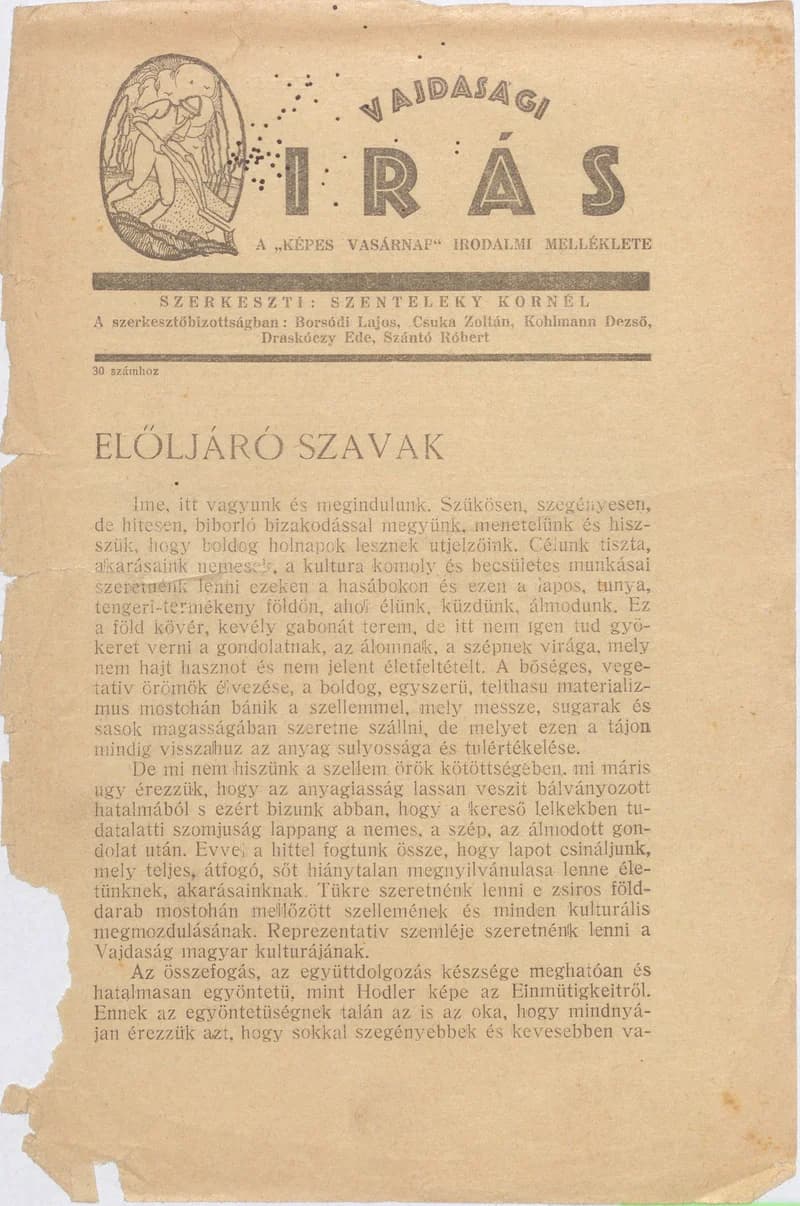 VAJDASÁGI
IRÁS
A „KÉPES VASÁRNAP“ IRODALMI MELLÉKLETE
SZERKESZTI: SZENTELEKY KORNÉL
A szerkesztőbizottságban: Borsódi Lajos, Csuka Zoltán, Kohlmann Dezső,
Draskóczy Ede, Szántó Róbert
30 számhoz
ELŐLJÁRÓ SZAVAK
Ime, itt vagyunk és megindulunk. Szükösen, szegényesen,
de hitesen, biborló bizakodással megyünk, menetelünk és hisz-
szük, hogy boldog holnapok lesznek utjelzőink. Célunk tiszta,
akarásaink nemesek, a kultura komoly és becsületes munkásai
szeretnénk lenni ezeken a hasábokon és ezen a lapos, tunya,
tengeri-termékeny földön, ahol élünk, küzdünk, álmodunk. Ez
a föld kövér, kevély gabonát terem, de itt nem igen tud gyö-
keret verni a gondolatnak, az álomnak, a szépnek virága, mely
nem hajt hasznot és nem jelent életfeltételt. A bőséges, vege-
tativ örömök élvezése, a boldog, egyszerü, telthasu materializ-
mus mostohán bánik a szellemmel, mely messze, sugarak és
sasok magasságában szeretne szállni, de melyet ezen a tájon
mindig visszahuz az anyag sulyossága és tulértékelése.
De mi nem hiszünk a szellem örök kötöttségében, mi máris
ugy érezzük, hogy az anyagiasság lassan veszit bálványozott
hatalmából s ezért bizunk abban, hogy a kereső lelkekben tu-
datalatti szomjuság lappang a nemes, a szép, az álmodott gon-
dolat után. Evvel a hittel fogtunk össze, hogy lapot csináljunk,
mely teljes, átfogó, sőt hiánytalan megnyilvánulasa lenne éle-
tünknek, akarásainknak. Tükre szeretnénk lenni e zsiros föld-
darab mostohán mellőzött szellemének és minden kulturális
megmozdulásának. Reprezentativ szemléje szeretnénk lenni a
Vajdaság magyar kulturájának.
Az összefogás, az együttdolgozás készsége meghatóan és
hatalmasan egyöntetü, mint Hodler képe az Einmütigkeitről.
Ennek az egyöntetüségnek talán az is az oka, hogy mindnyá-
jan érezzük azt, hogy sokkal szegényebbek és kevesebben va-